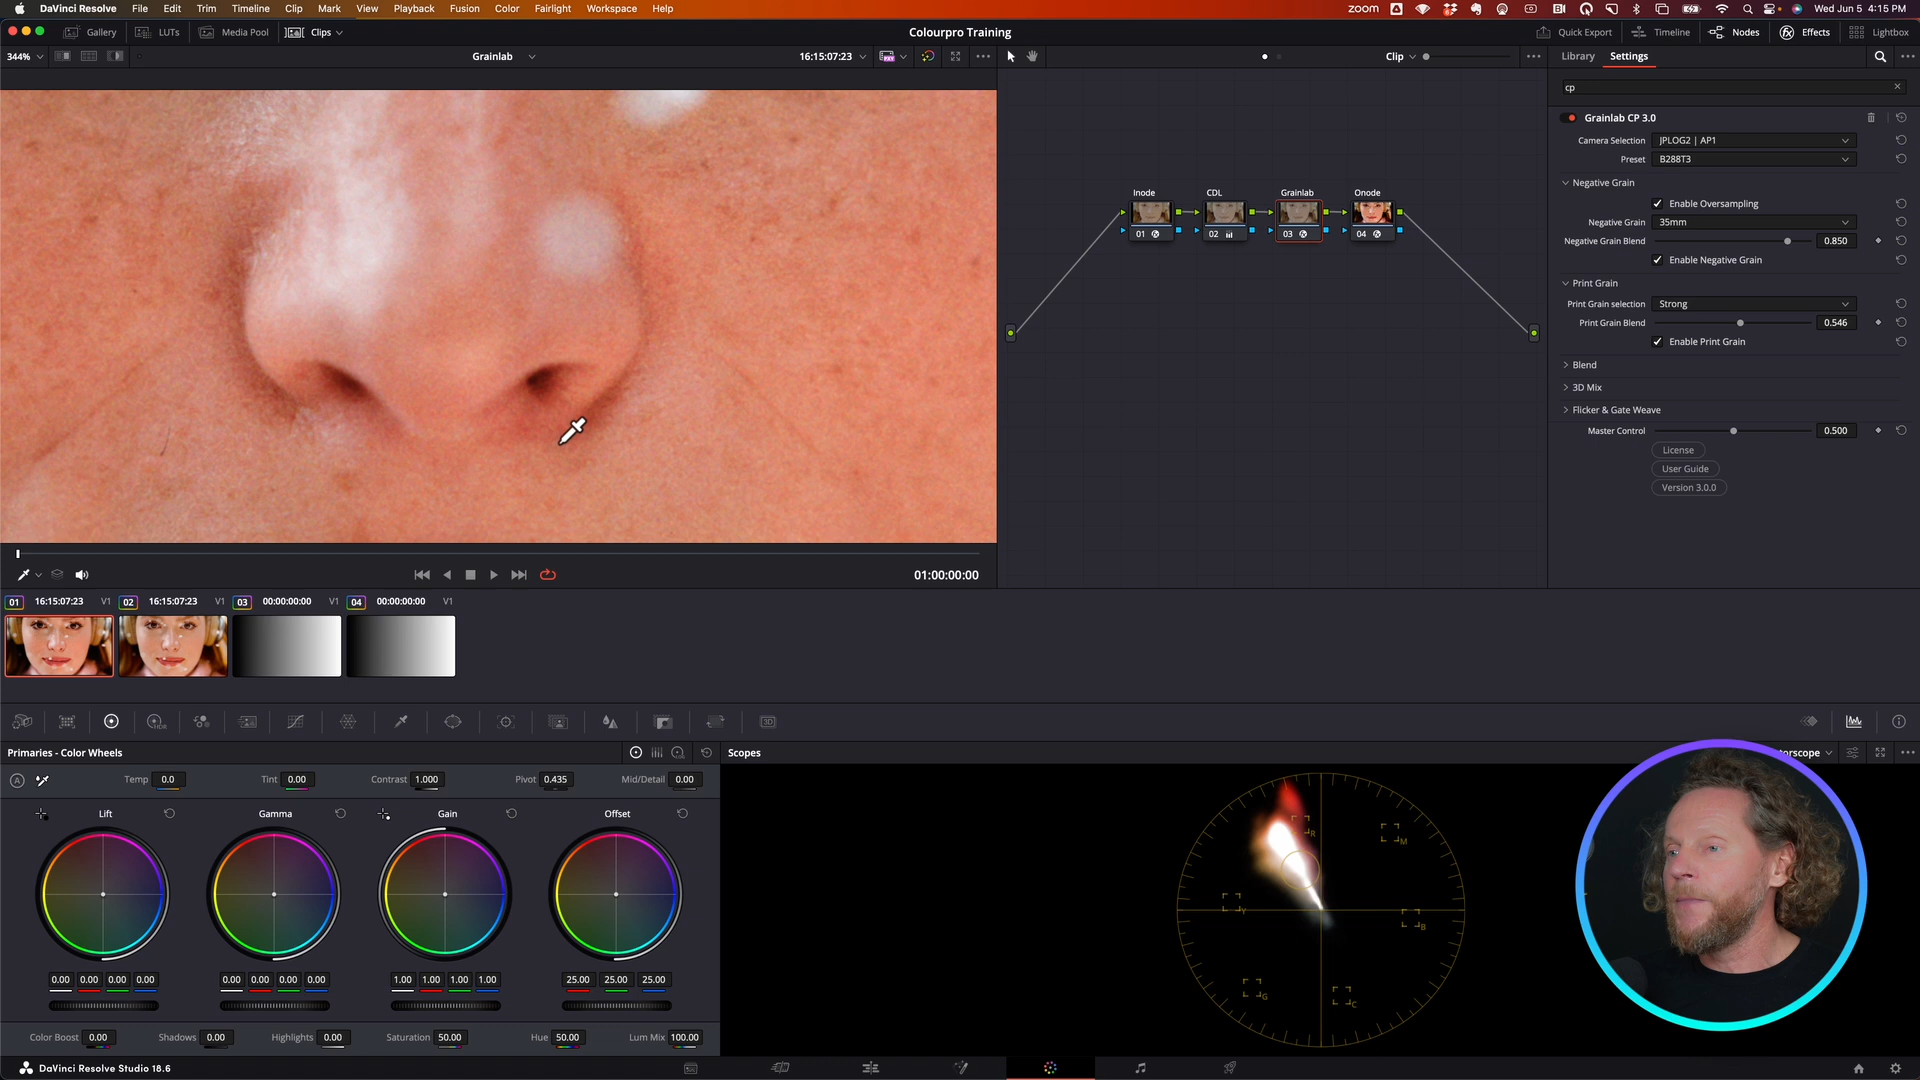 DaVinci Resolve File Edit Trim Timeline Clip Mark View Playback Fusion Color Fairlight Workspace Help zoom Wed Jun 5 4:15 PM
Gallery LUTs Media Pool Clips Colourpro Training Quick Export Timeline Nodes Effects Lightbox
344% Grainlab 16:15:07:23 Clip Library Settings
cp
Grainlab CP 3.0
Camera Selection JPLOG2 | AP1
Preset B288T3
Negative Grain
Enable Oversampling
Negative Grain 35mm
Negative Grain Blend 0.850
Enable Negative Grain
Print Grain
Print Grain selection Strong
Print Grain Blend 0.546
Enable Print Grain
Blend
3D Mix
Flicker & Gate Weave
Master Control 0.500
License
User Guide
Version 3.0.0
Inode CDL Grainlab Onode
01 02 03 04
01:00:00:00
01 16:15:07:23 V1 02 16:15:07:23 V1 03 00:00:00:00 V1 04 00:00:00:00 V1
HDR 3D
Primaries - Color Wheels Scopes torscope
A Temp 0.0 Tint 0.00 Contrast 1.000 Pivot 0.435 Mid/Detail 0.00
Lift Gamma Gain Offset
R M
Y B
G C
0.00 0.00 0.00 0.00 0.00 0.00 0.00 0.00 1.00 1.00 1.00 1.00 25.00 25.00 25.00
Color Boost 0.00 Shadows 0.00 Highlights 0.00 Saturation 50.00 Hue 50.00 Lum Mix 100.00
DaVinci Resolve Studio 18.6